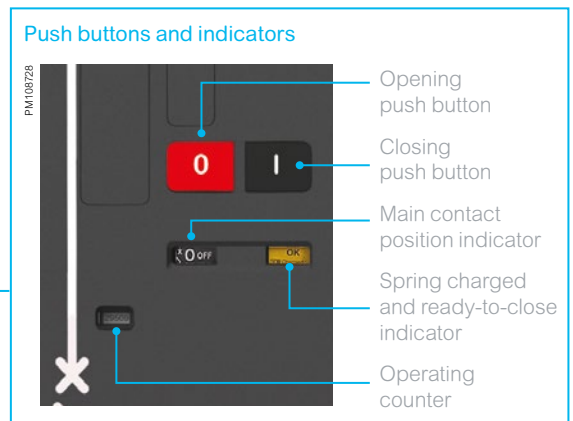 Push buttons and indicators
PM108728
Opening
push button
0
I
Closing
push button
Main contact
position indicator
O OFF
OK
Spring charged
and ready-to-close
indicator
Operating
counter